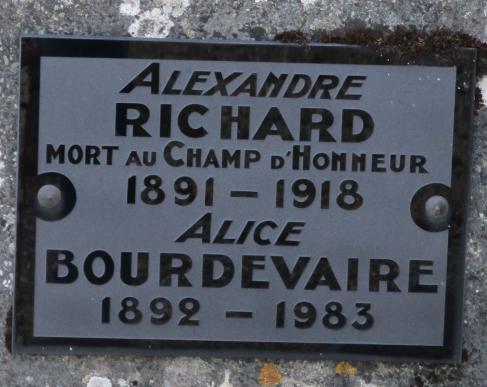 ALEXANDRE
RICHARD
MORT AU CHAMP D'HONNEUR
1891 – 1918
ALICE
BOURDEVAIRE
1892 – 1983